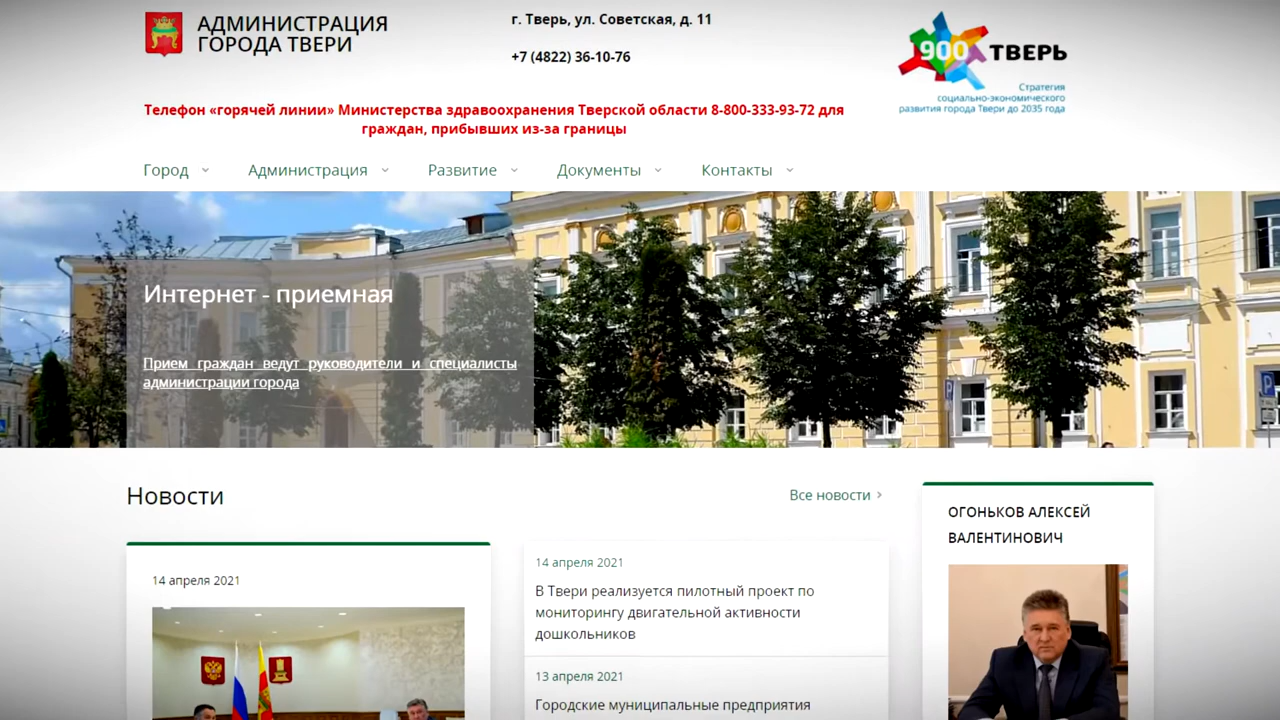 АДМИНИСТРАЦИЯ
ГОРОДА ТВЕРИ
г. Тверь, ул. Советская, д. 11
+7 (4822) 36-10-76
900 ТВЕРЬ
Стратегия
социально-экономического
развития города Твери до 2035 года
Телефон «горячей линии» Министерства здравоохранения Тверской области 8-800-333-93-72 для
граждан, прибывших из-за границы
Город
Администрация
Развитие
Документы
Контакты
Интернет - приемная
Прием граждан ведут руководители и специалисты
администрации города
Новости
Все новости
14 апреля 2021
14 апреля 2021
В Твери реализуется пилотный проект по
мониторингу двигательной активности
дошкольников
13 апреля 2021
Городские муниципальные предприятия
ОГОНЬКОВ АЛЕКСЕЙ
ВАЛЕНТИНОВИЧ